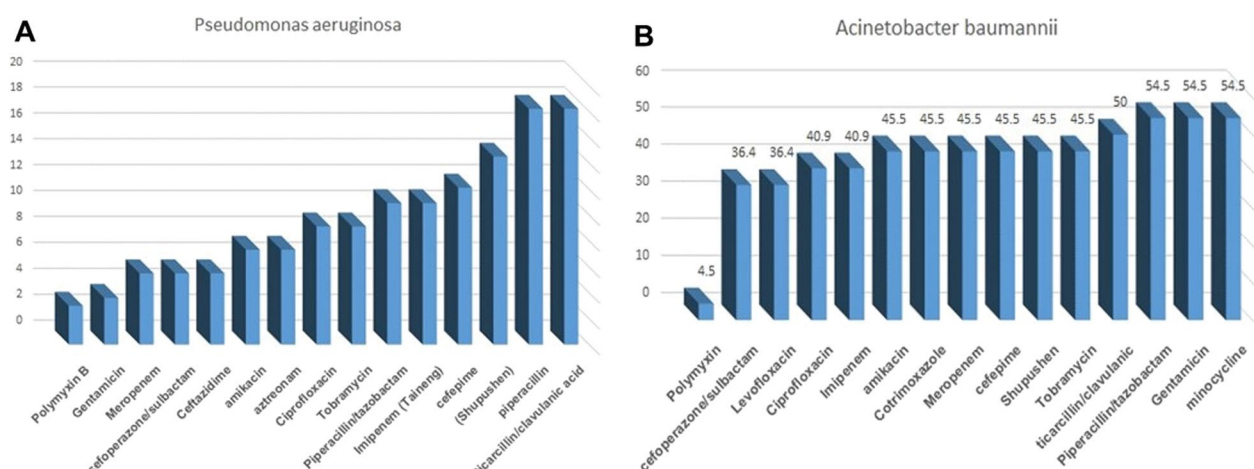 A
Pseudomonas aeruginosa
20
18
16
14
12
10
8
6
4
2
0
Polymyxin B
Gentamicin
Meropenem
cefoperazone/sulbactam
Ceftazidime
amikacin
aztreonam
Ciprofloxacin
Tobramycin
Piperacillin/tazobactam
Imipenem (Taineng)
cefepime
(Shupushen)
piperacillin
ticarcillin/clavulanic acid
B
Acinetobacter baumannii
60
50
40
30
20
10
0
4.5
36.4
36.4
40.9
40.9
45.5
45.5
45.5
45.5
45.5
45.5
50
54.5
54.5
54.5
Polymyxin
cefoperazone/sulbactam
Levofloxacin
Ciprofloxacin
Imipenem
amikacin
Cotrimoxazole
Meropenem
cefepime
Shupushen
Tobramycin
ticarcillin/clavulanic
Piperacillin/tazobactam
Gentamicin
minocycline